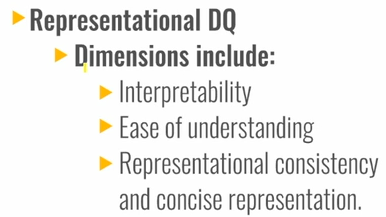 Representational DQ
Dimensions include:
Interpretability
Ease of understanding
Representational consistency
and concise representation.